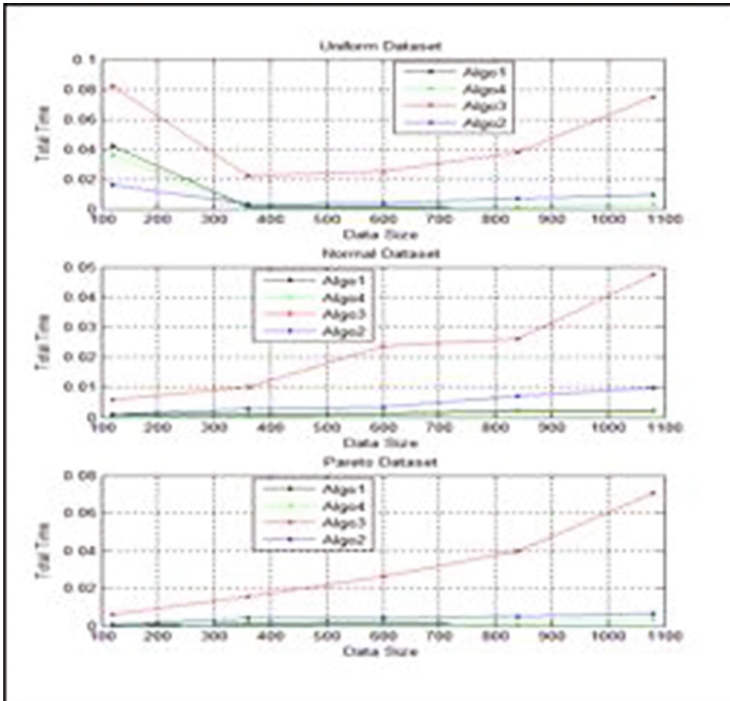 Uniform Dataset
0.1
0.08
0.06
0.04
0.02
0
Total Time
Algo1
Algo4
Algo3
Algo2
100 200 300 400 500 600 700 800 900 1000 1100
Data Size
Normal Dataset
0.05
0.04
0.03
0.02
0.01
0
Total Time
Algo1
Algo4
Algo3
Algo2
100 200 300 400 500 600 700 800 900 1000 1100
Data Size
Pareto Dataset
0.08
0.06
0.04
0.02
0
Total Time
Algo1
Algo4
Algo3
Algo2
100 200 300 400 500 600 700 800 900 1000 1100
Data Size